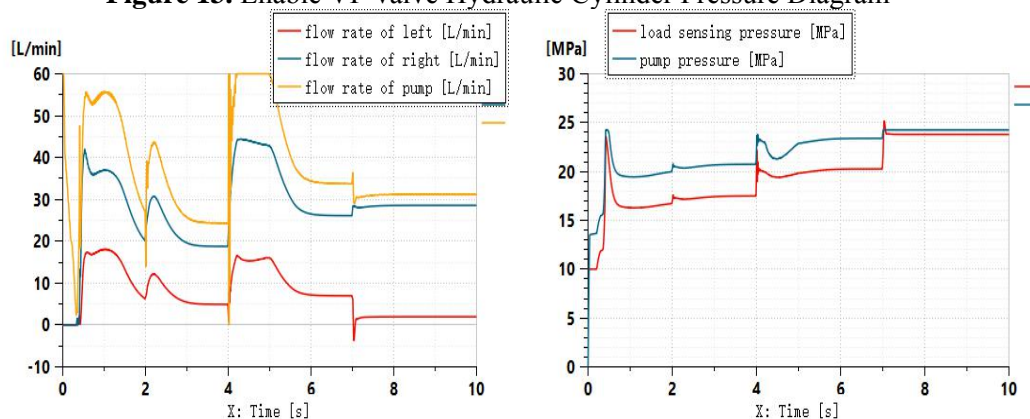 Figure 15. Enable VP Valve Hydraulic Cylinder Pressure Diagram
flow rate of left [L/min]
flow rate of right [L/min]
flow rate of pump [L/min]
[L/min]
60
50
40
30
20
10
0
-10
0
2
4
6
8
10
X: Time [s]
load sensing pressure [MPa]
pump pressure [MPa]
[MPa]
30
25
20
15
10
5
0
0
2
4
6
8
10
X: Time [s]